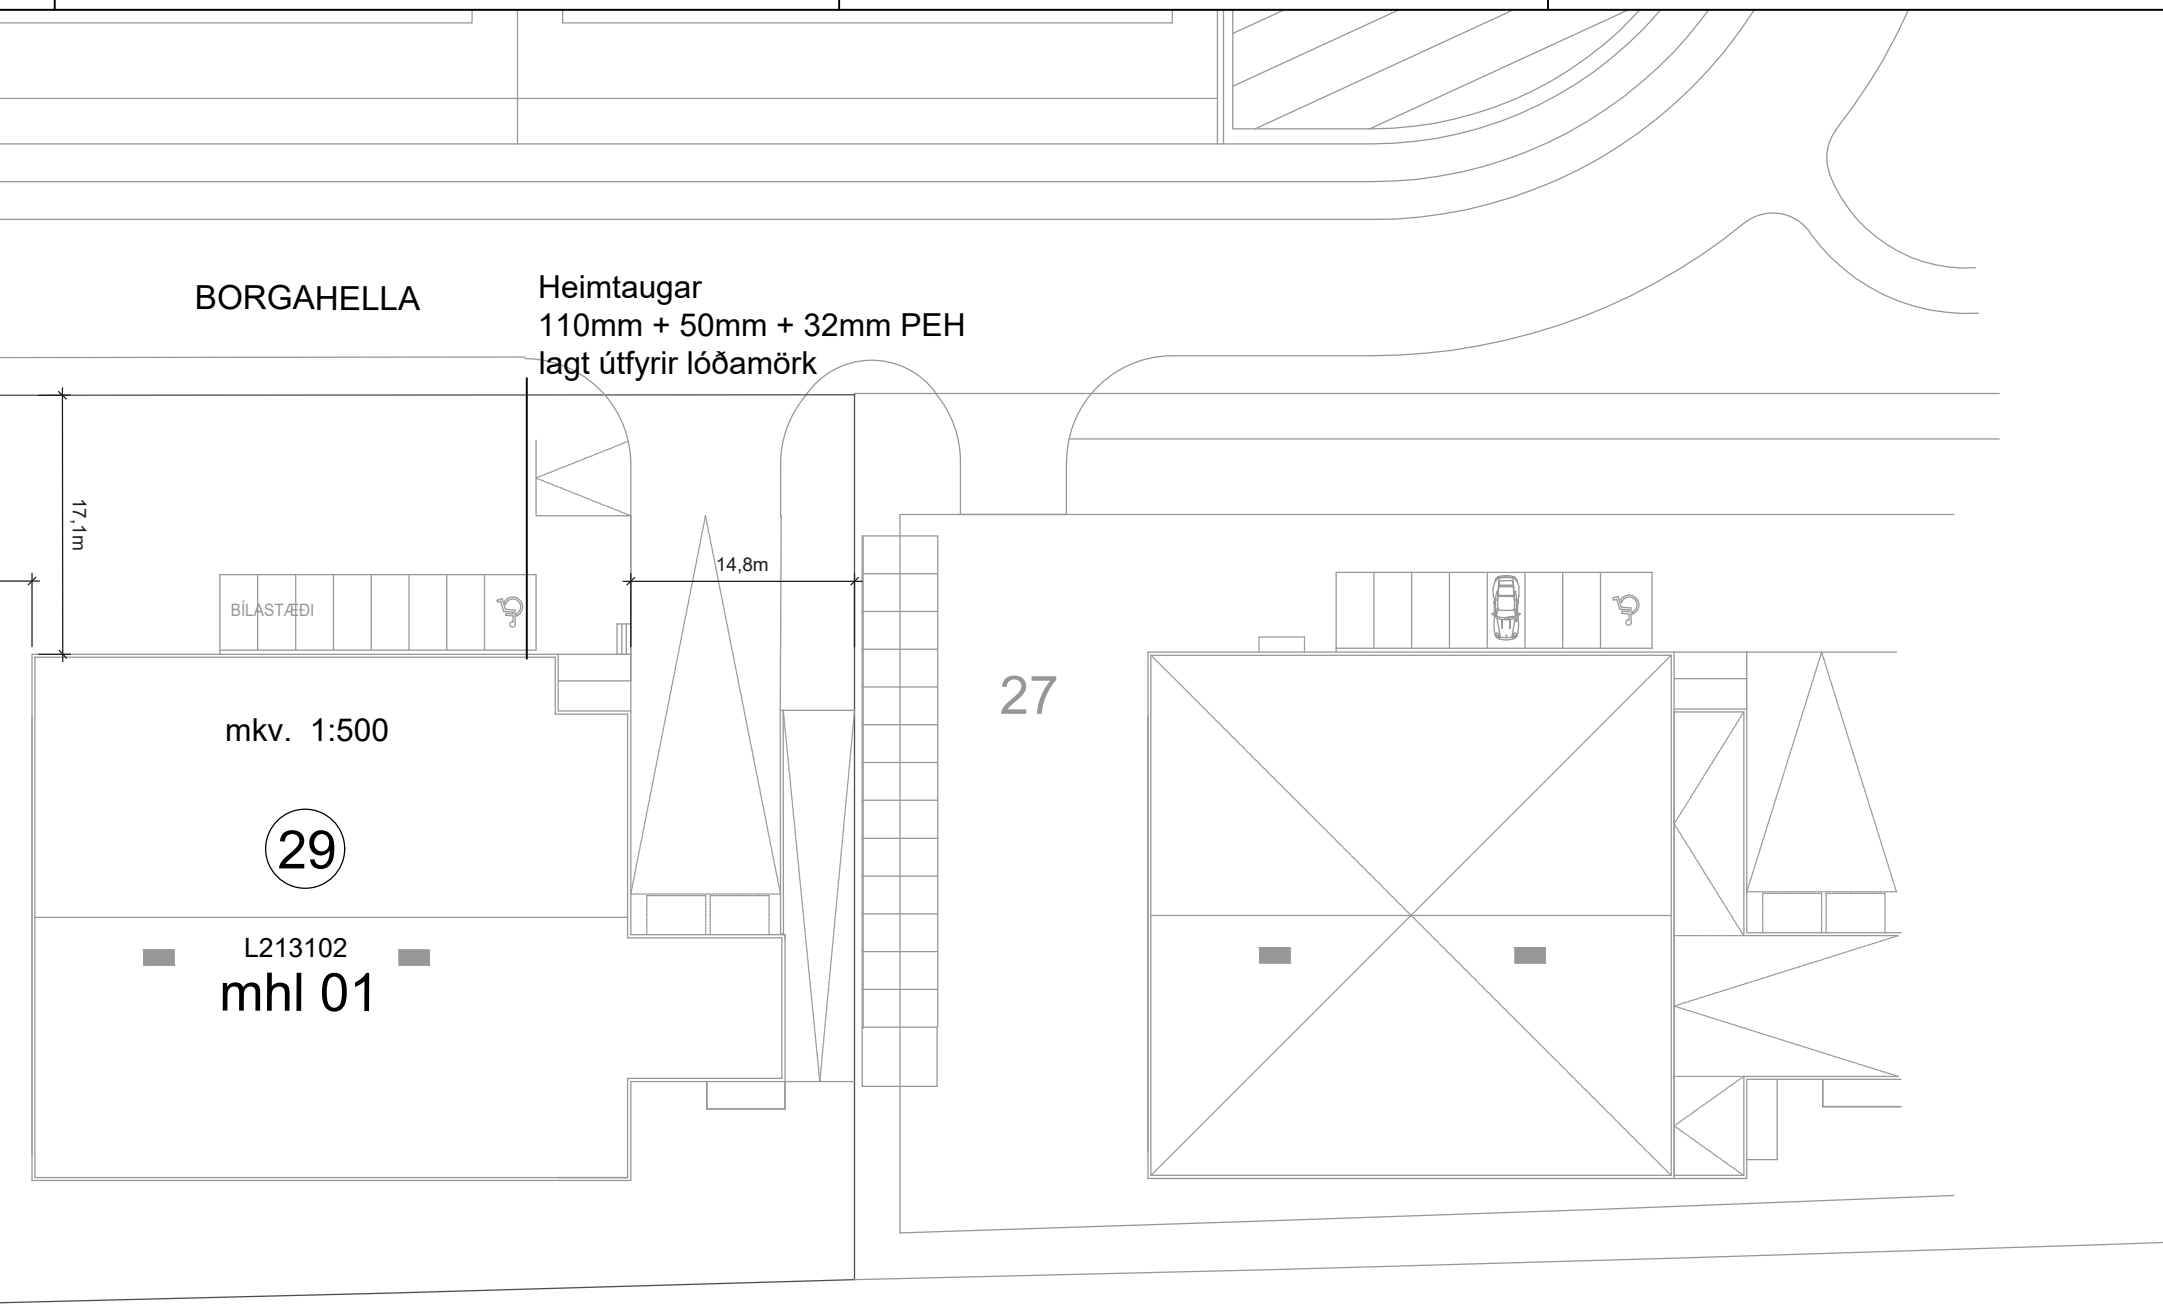 BORGAHELLA
Heimtaugar
110mm + 50mm + 32mm PEH
lagt útfyrir lóðamörk
17,1m
14,8m
BÍLASTÆÐI
27
mkv. 1:500
29
L213102
mhl 01